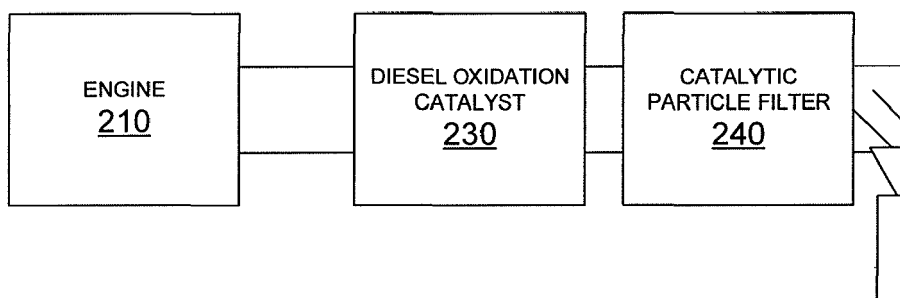 ENGINE
210
DIESEL OXIDATION
CATALYST
230
CATALYTIC
PARTICLE FILTER
240